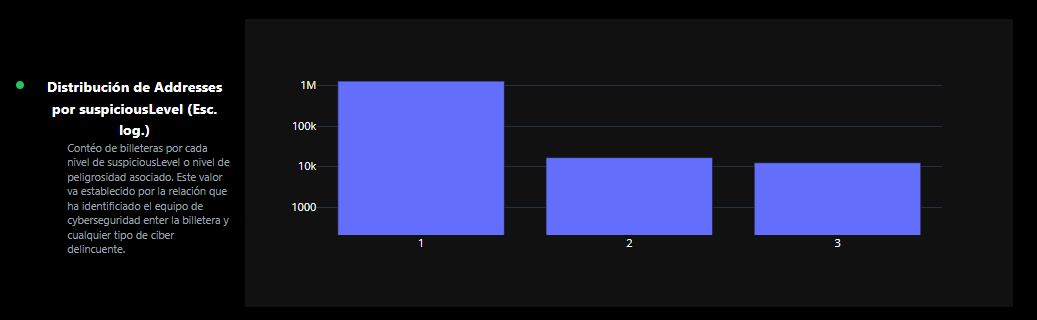 Distribución de Addresses
por suspiciousLevel (Esc.
log.)
Contéo de billeteras por cada
nivel de suspiciousLevel o nivel de
peligrosidad asociado. Este valor
va establecido por la relación que
ha identificiado el equipo de
cyberseguridad enter la billetera y
cualquier tipo de ciber
delincuente.
1M
100k
10k
1000
1 2 3